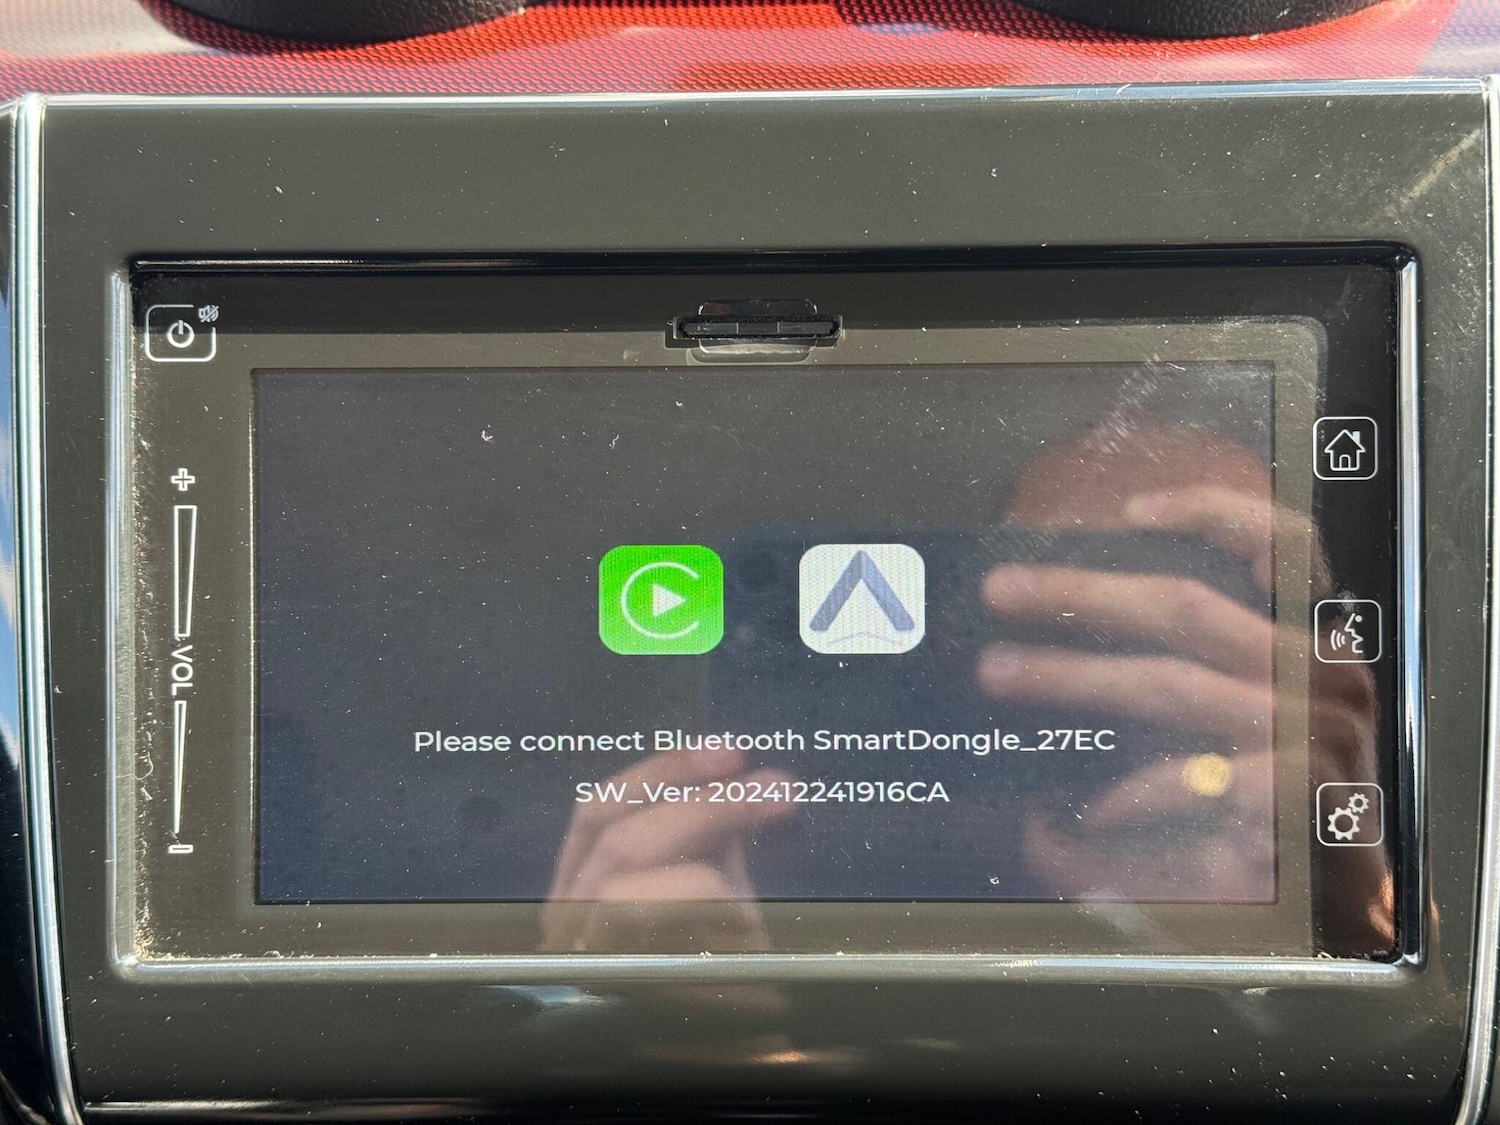 VOL
Please connect Bluetooth SmartDongle_27EC
SW_Ver: 202412241916CA